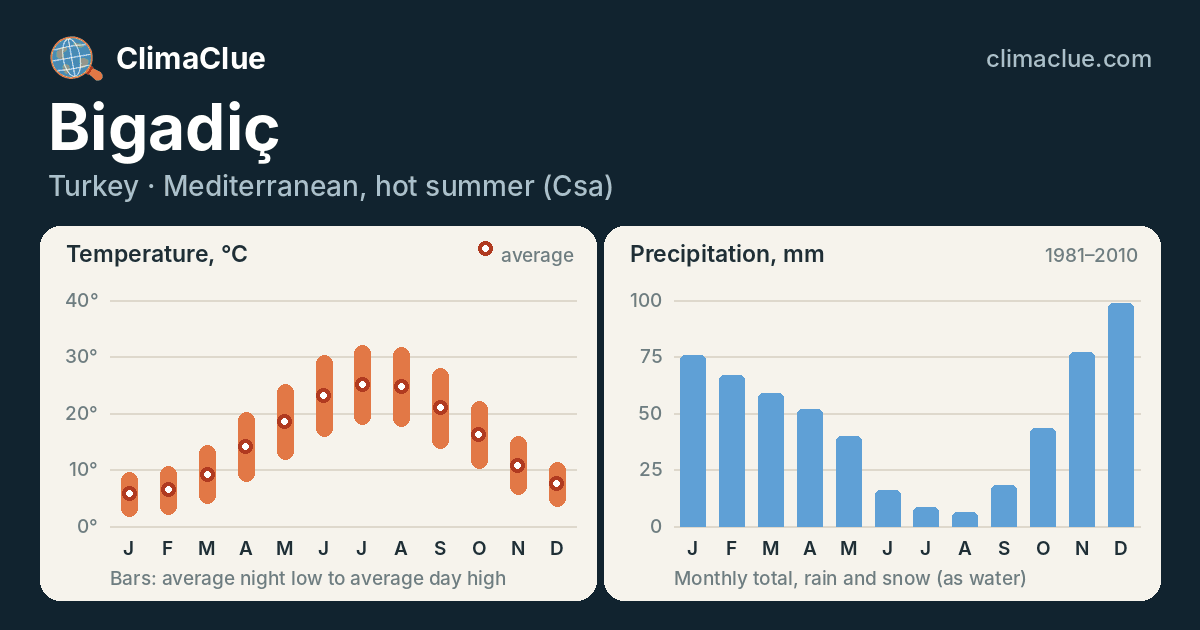 ClimaClue
climaclue.com
Bigadiç
Turkey · Mediterranean, hot summer (Csa)
Temperature, °C
average
40°
30°
20°
10°
0°
J F M A M J J A S O N D
Bars: average night low to average day high
Precipitation, mm
1981–2010
100
75
50
25
0
J F M A M J J A S O N D
Monthly total, rain and snow (as water)